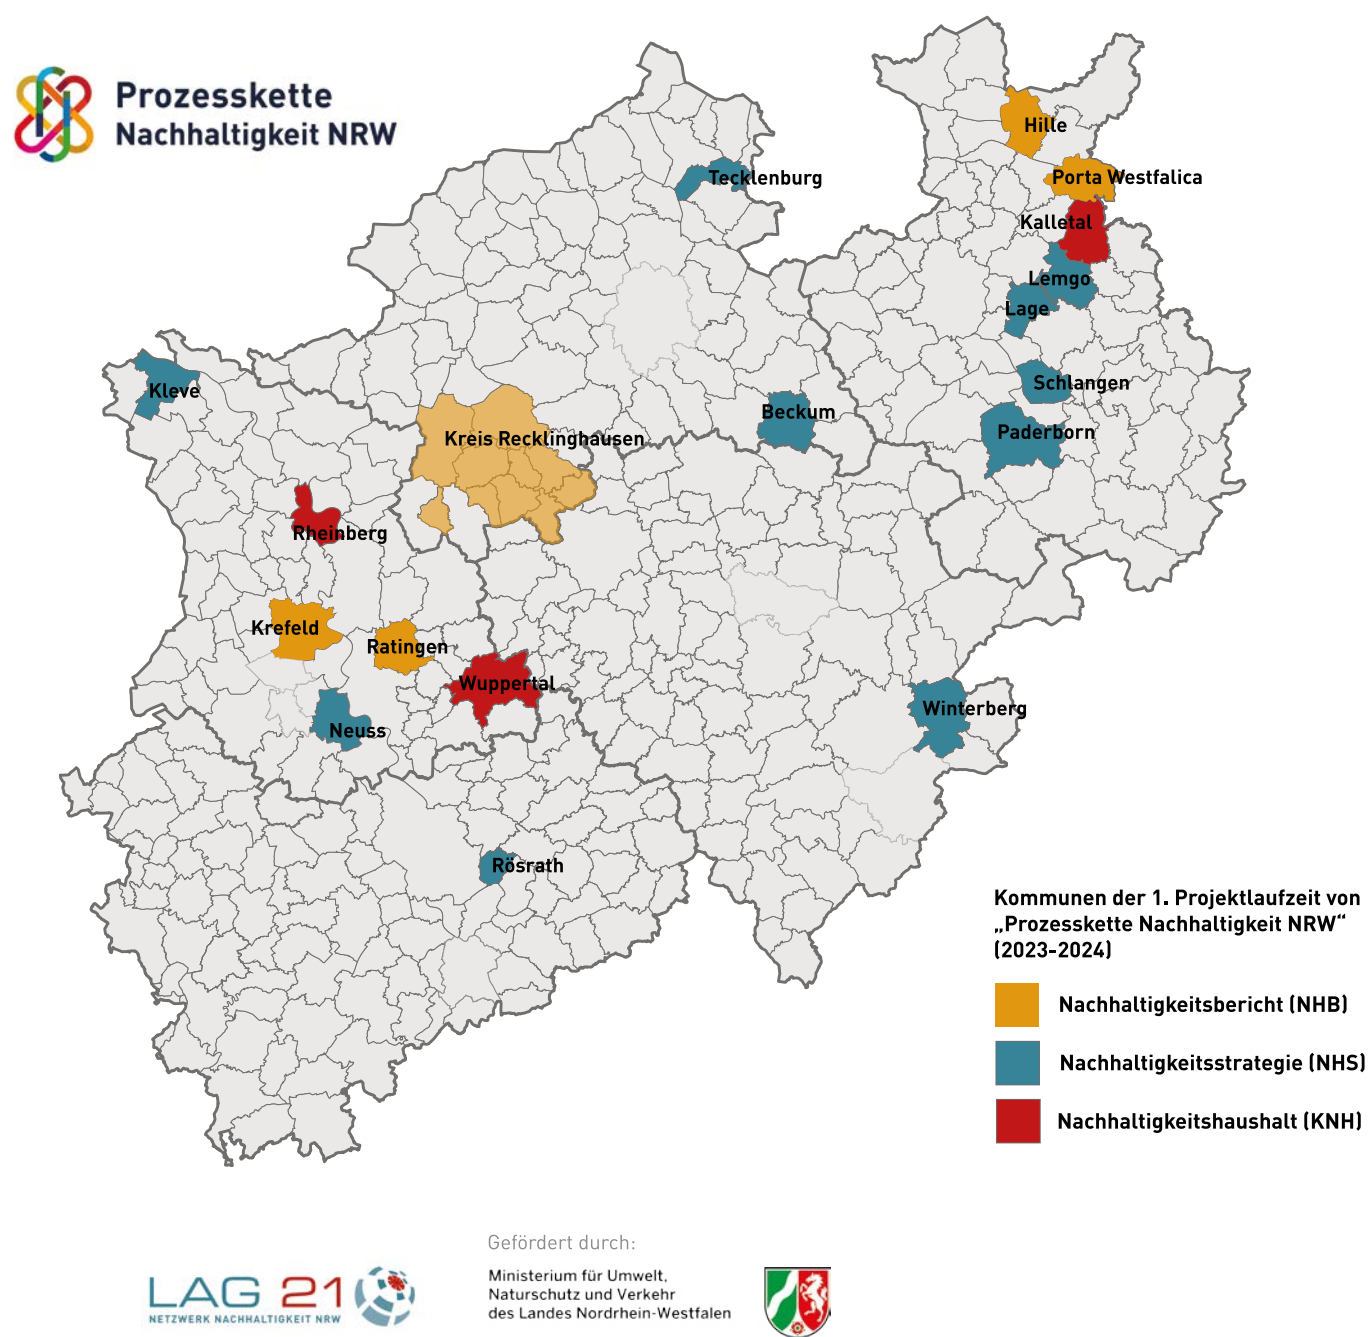 Prozesskette
Nachhaltigkeit NRW
Hille
Tecklenburg
Porta Westfalica
Kalletal
Lemgo
Lage
Kleve
Schlangen
Beckum
Paderborn
Kreis Recklinghausen
Rheinberg
Krefeld
Ratingen
Wuppertal
Winterberg
Neuss
Rösrath
Kommunen der 1. Projektlaufzeit von
„Prozesskette Nachhaltigkeit NRW“
(2023-2024)
Nachhaltigkeitsbericht (NHB)
Nachhaltigkeitsstrategie (NHS)
Nachhaltigkeitshaushalt (KNH)
Gefördert durch:
LAG 21
NETZWERK NACHHALTIGKEIT NRW
Ministerium für Umwelt,
Naturschutz und Verkehr
des Landes Nordrhein-Westfalen